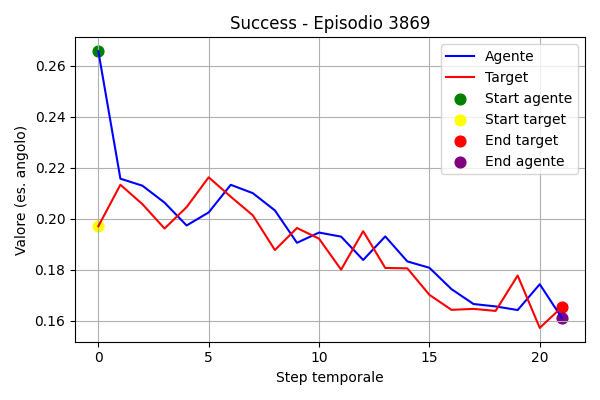 Success - Episodio 3869
Valore (es. angolo)
0.26
0.24
0.22
0.20
0.18
0.16
Agente
Target
Start agente
Start target
End target
End agente
0 5 10 15 20
Step temporale